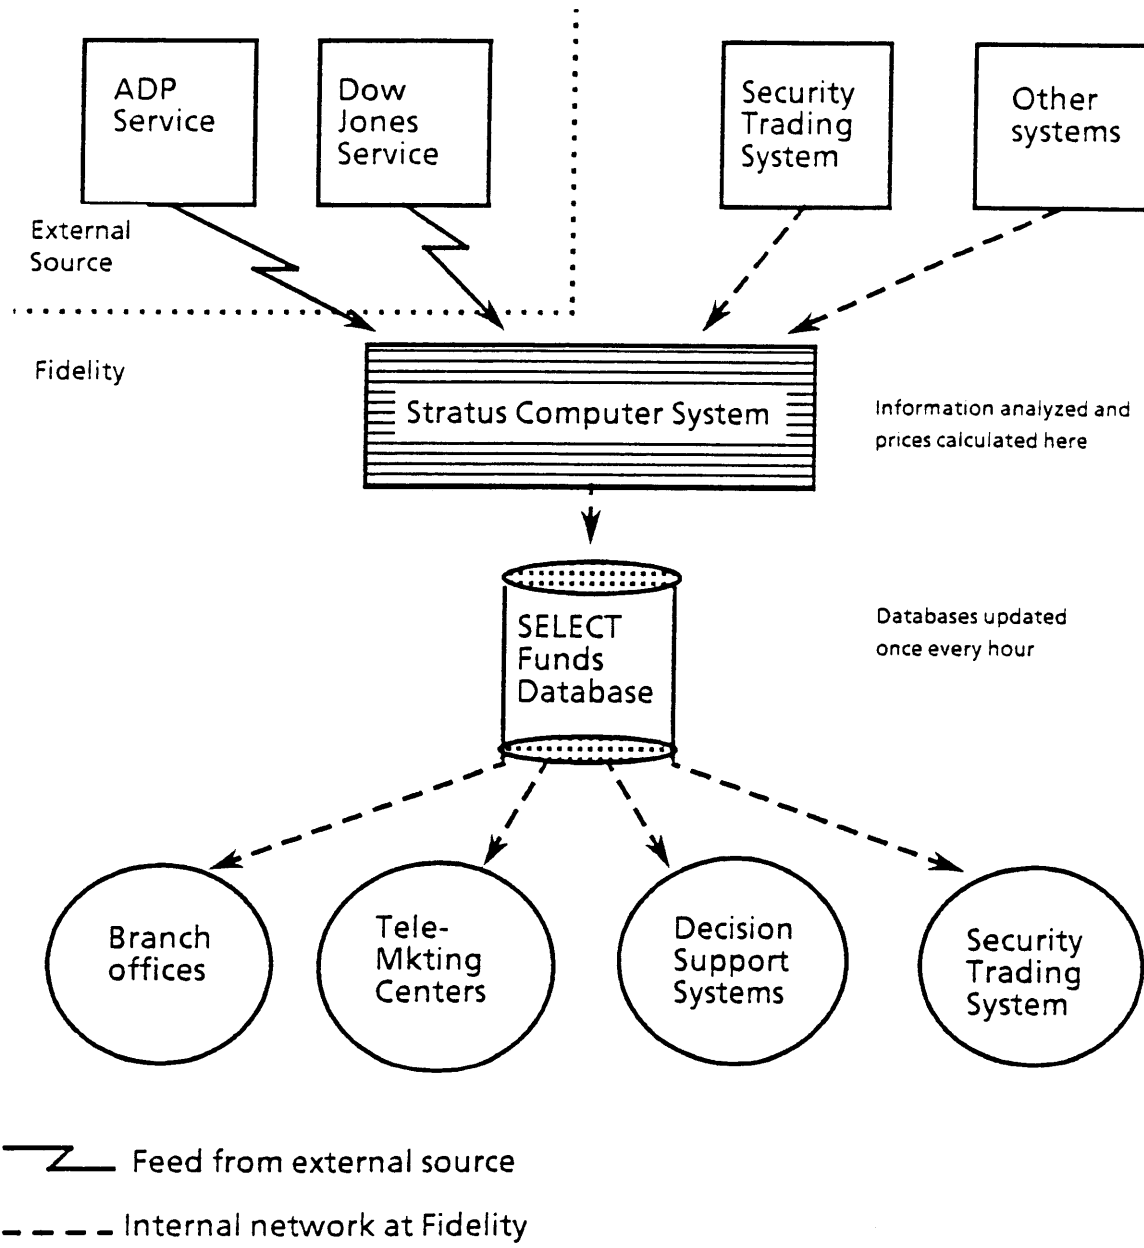 ADP
Service
Dow
Jones
Service
Security
Trading
System
Other
systems
External
Source
Fidelity
Stratus Computer System
Information analyzed and
prices calculated here
SELECT
Funds
Database
Databases updated
once every hour
Branch
offices
Tele-
Mkting
Centers
Decision
Support
Systems
Security
Trading
System
Feed from external source
Internal network at Fidelity